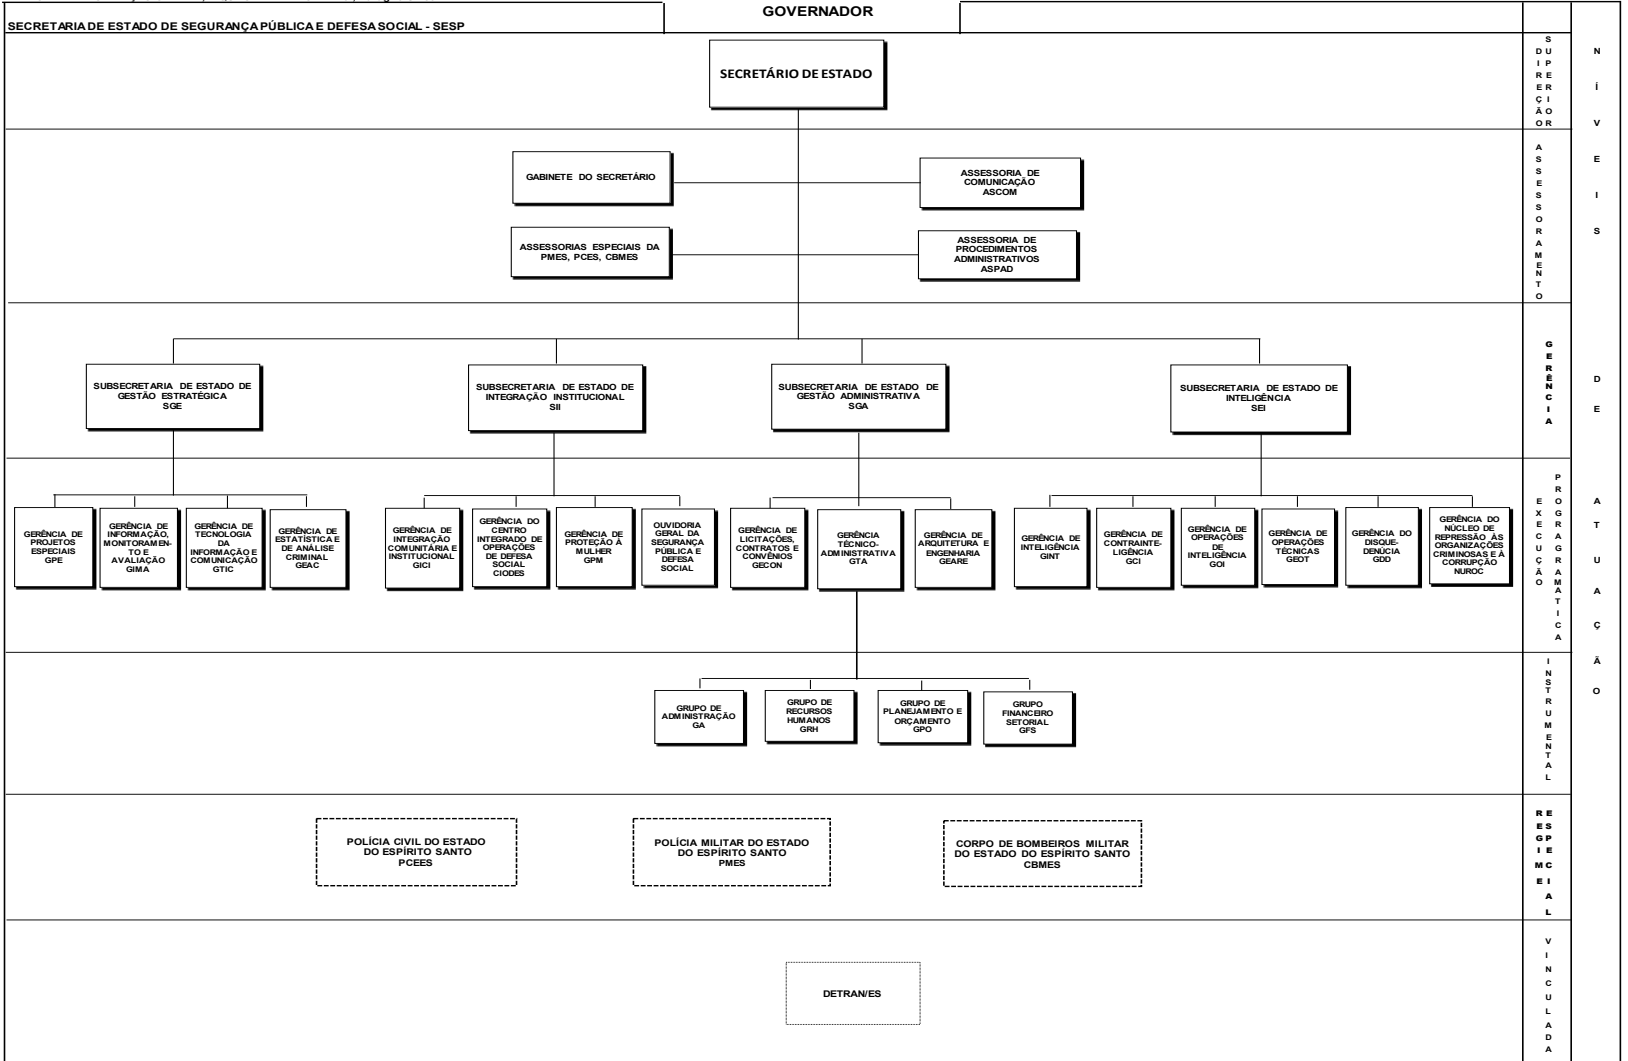 GOVERNADOR
SECRETARIA DE ESTADO DE SEGURANÇA PÚBLICA E DEFESA SOCIAL - SESP
SECRETÁRIO DE ESTADO
GABINETE DO SECRETÁRIO
ASSESSORIA DE
COMUNICAÇÃO
ASCOM
ASSESSORIAS ESPECIAIS DA
PMES, PCES, CBMES
ASSESSORIA DE
PROCEDIMENTOS
ADMINISTRATIVOS
ASPAD
SUBSECRETARIA DE ESTADO DE
GESTÃO ESTRATÉGICA
SGE
SUBSECRETARIA DE ESTADO DE
INTEGRAÇÃO INSTITUCIONAL
SII
SUBSECRETARIA DE ESTADO DE
GESTÃO ADMINISTRATIVA
SGA
SUBSECRETARIA DE ESTADO DE
INTELIGÊNCIA
SEI
GERÊNCIA DE
PROJETOS
ESPECIAIS
GPE
GERÊNCIA DE
INFORMAÇÃO,
MONITORAMEN-
TO E
AVALIAÇÃO
GIMA
GERÊNCIA DE
TECNOLOGIA
DA
INFORMAÇÃO E
COMUNICAÇÃO
GTIC
GERÊNCIA DE
ESTATÍSTICA E
DE ANÁLISE
CRIMINAL
GEAC
GERÊNCIA DE
INTEGRAÇÃO
COMUNITÁRIA E
INSTITUCIONAL
GICI
GERÊNCIA DO
CENTRO
INTEGRADO DE
OPERAÇÕES
DE DEFESA
SOCIAL
CIODES
GERÊNCIA DE
PROTEÇÃO À
MULHER
GPM
OUVIDORIA
GERAL DA
SEGURANÇA
PÚBLICA E
DEFESA
SOCIAL
GERÊNCIA DE
LICITAÇÕES,
CONTRATOS E
CONVÊNIOS
GECON
GERÊNCIA
TÉCNICO-
ADMINISTRATIVA
GTA
GERÊNCIA DE
ARQUITETURA E
ENGENHARIA
GEARE
GERÊNCIA DE
INTELIGÊNCIA
GINT
GERÊNCIA DE
CONTRAINTE-
LIGÊNCIA
GCI
GERÊNCIA DE
OPERAÇÕES
DE
INTELIGÊNCIA
GOI
GERÊNCIA DE
OPERAÇÕES
TÉCNICAS
GEOT
GERÊNCIA DO
DISQUE-
DENÚCIA
GDD
GERÊNCIA DO
NÚCLEO DE
REPRESSÃO ÀS
ORGANIZAÇÕES
CRIMINOSAS E À
CORRUPÇÃO
NUROC
GRUPO DE
ADMINISTRAÇÃO
GA
GRUPO DE
RECURSOS
HUMANOS
GRH
GRUPO DE
PLANEJAMENTO E
ORÇAMENTO
GPO
GRUPO
FINANCEIRO
SETORIAL
GFS
POLÍCIA CIVIL DO ESTADO
DO ESPÍRITO SANTO
PCEES
POLÍCIA MILITAR DO ESTADO
DO ESPÍRITO SANTO
PMES
CORPO DE BOMBEIROS MILITAR
DO ESTADO DO ESPÍRITO SANTO
CBMES
DETRAN/ES
DIREÇÃO
SUPERIOR
ASSESSORAMENTO
GERÊNCIA
EXECUÇÃO
PROGRAGRAMATICA
INSTRUMENTAL
REGIME
ESPECIAL
VINCULADA
NÍVEIS DE ATUAÇÃO